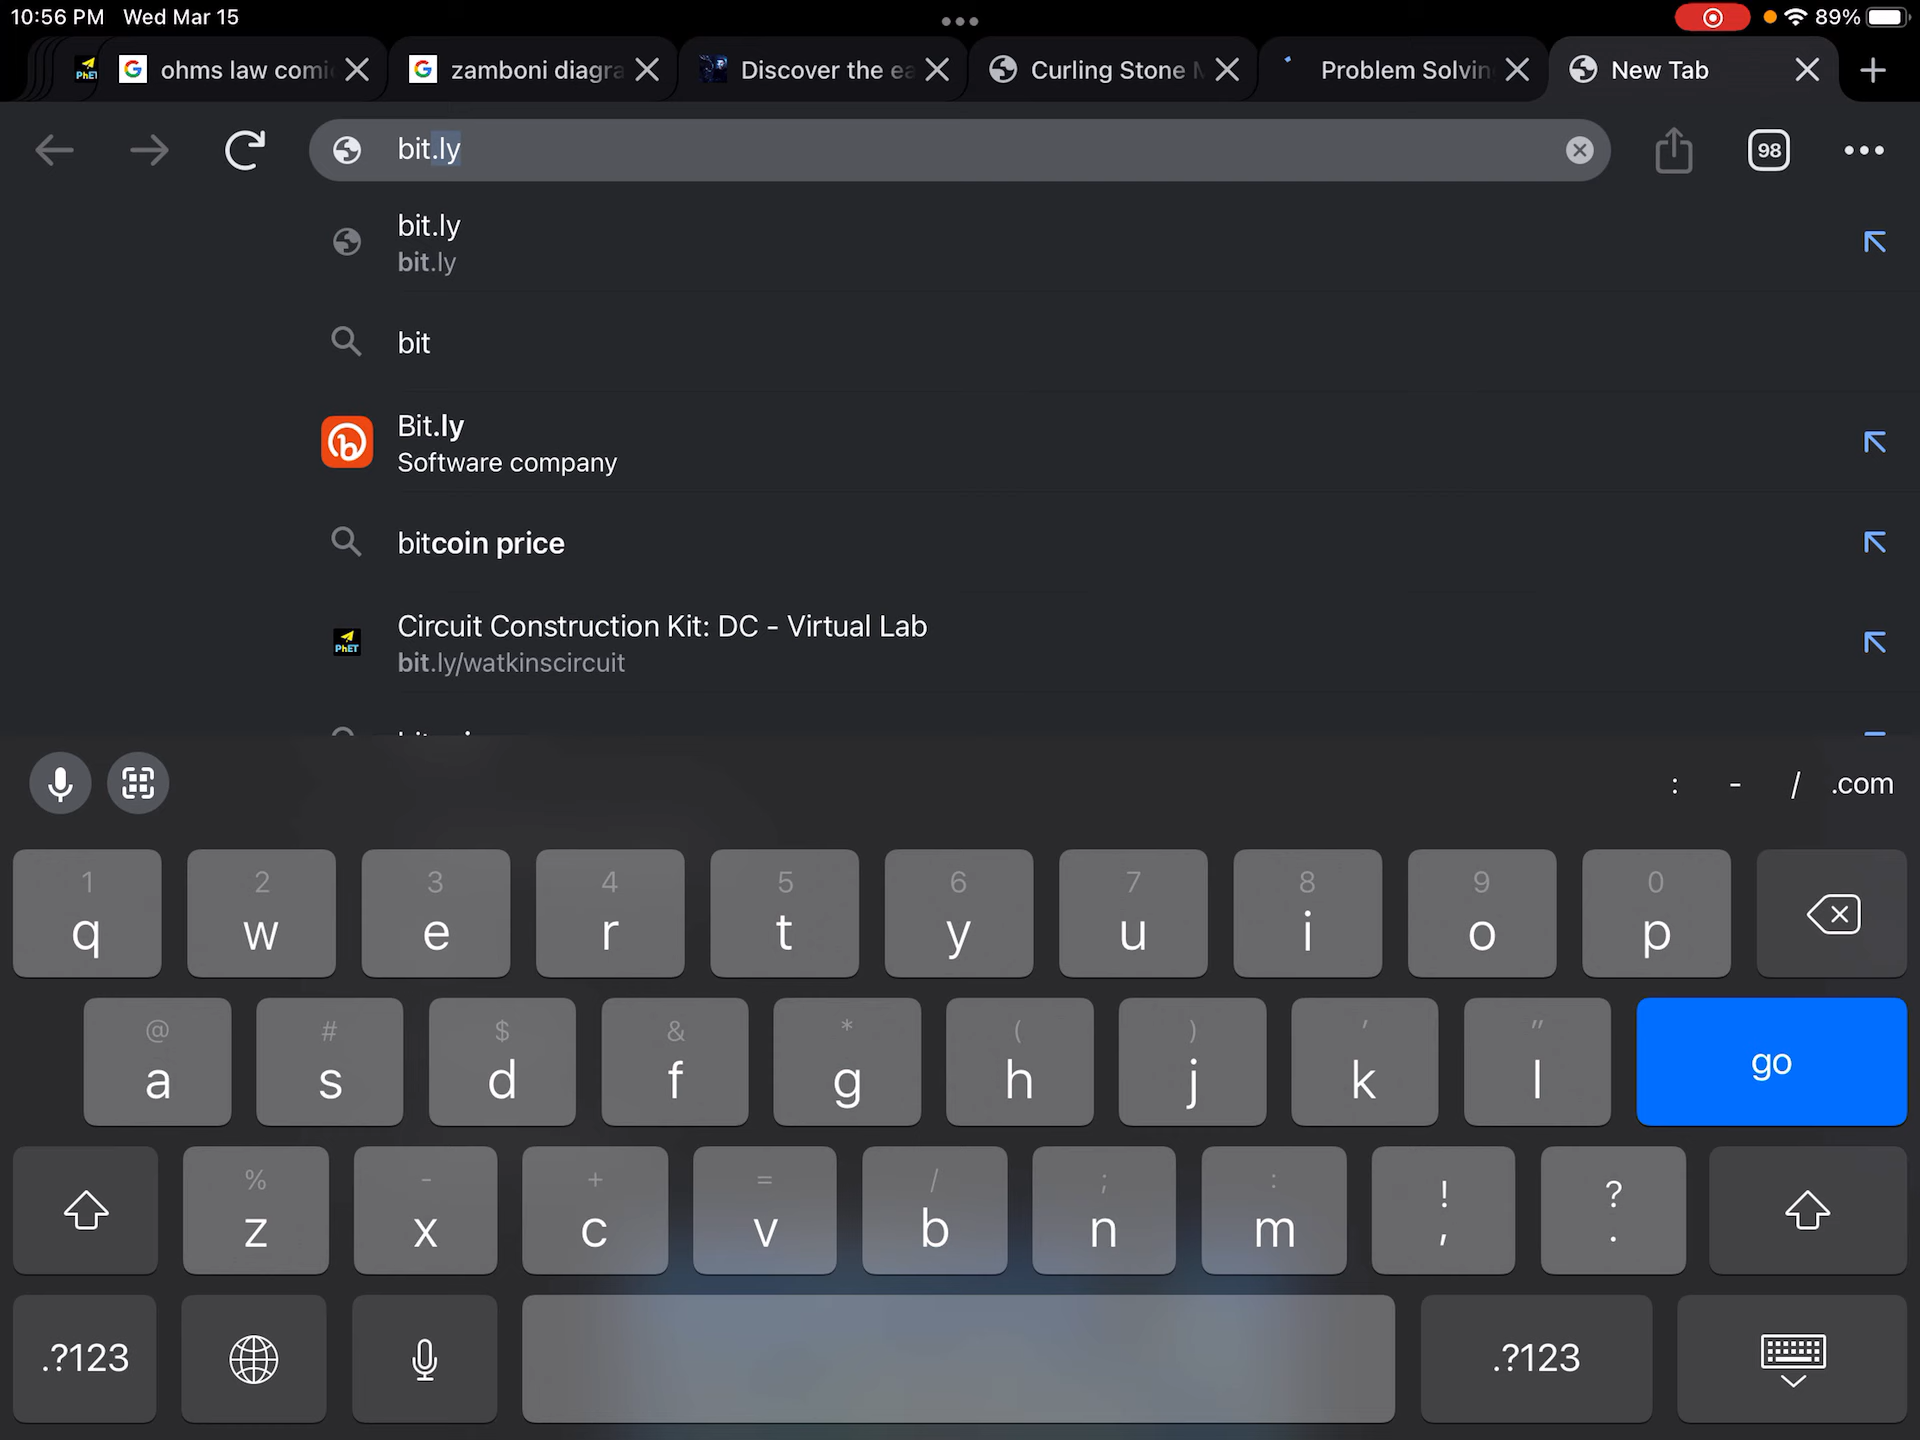 10:56 PM Wed Mar 15
89%
PhET
ohms law comi
zamboni diagra
Discover the ea
Curling Stone M
Problem Solvin
New Tab
bit.ly
98
bit.ly
bit.ly
bit
Bit.ly
Software company
bitcoin price
PhET
Circuit Construction Kit: DC - Virtual Lab
bit.ly/watkinscircuit
: - / .com
1 2 3 4 5 6 7 8 9 0
q w e r t y u i o p
@ # $ & * ( ) ' "
a s d f g h j k l go
% - + = / ; : ! ?
z x c v b n m , .
.?123 .?123